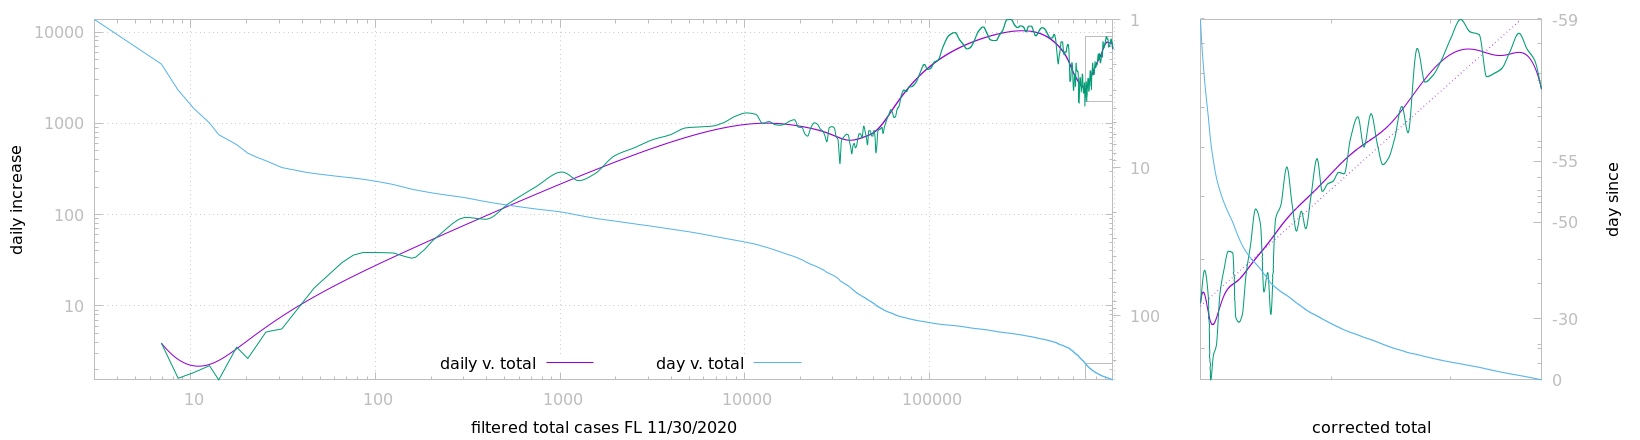 10000
1000
100
10
daily increase
10
100
1000
10000
100000
filtered total cases FL 11/30/2020
daily v. total
day v. total
1
10
100
-59
-55
-50
-30
0
day since
corrected total